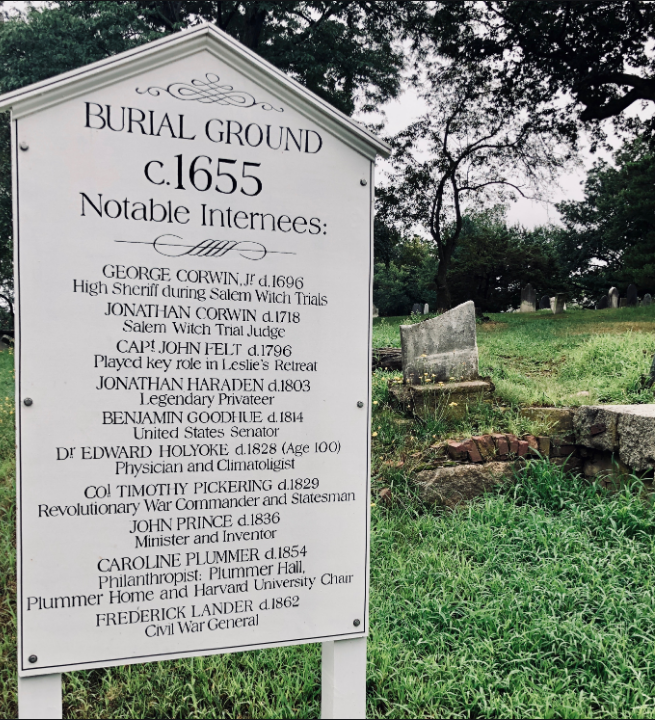 BURIAL GROUND
c.1655
Notable Internees:
GEORGE CORWIN, Jr d.1696
High Sheriff during Salem Witch Trials
JONATHAN CORWIN d.1718
Salem Witch Trial Judge
CAPt JOHN FELT d.1796
Played key role in Leslie's Retreat
JONATHAN HARADEN d.1803
Legendary Privateer
BENJAMIN GOODHUE d.1814
United States Senator
Dr EDWARD HOLYOKE d.1828 (Age 100)
Physician and Climatoligist
COl TIMOTHY PICKERING d.1829
Revolutionary War Commander and Statesman
JOHN PRINCE d.1836
Minister and Inventor
CAROLINE PLUMMER d.1854
Philanthropist: Plummer Hall,
Plummer Home and Harvard University Chair
FREDERICK LANDER d.1862
Civil War General